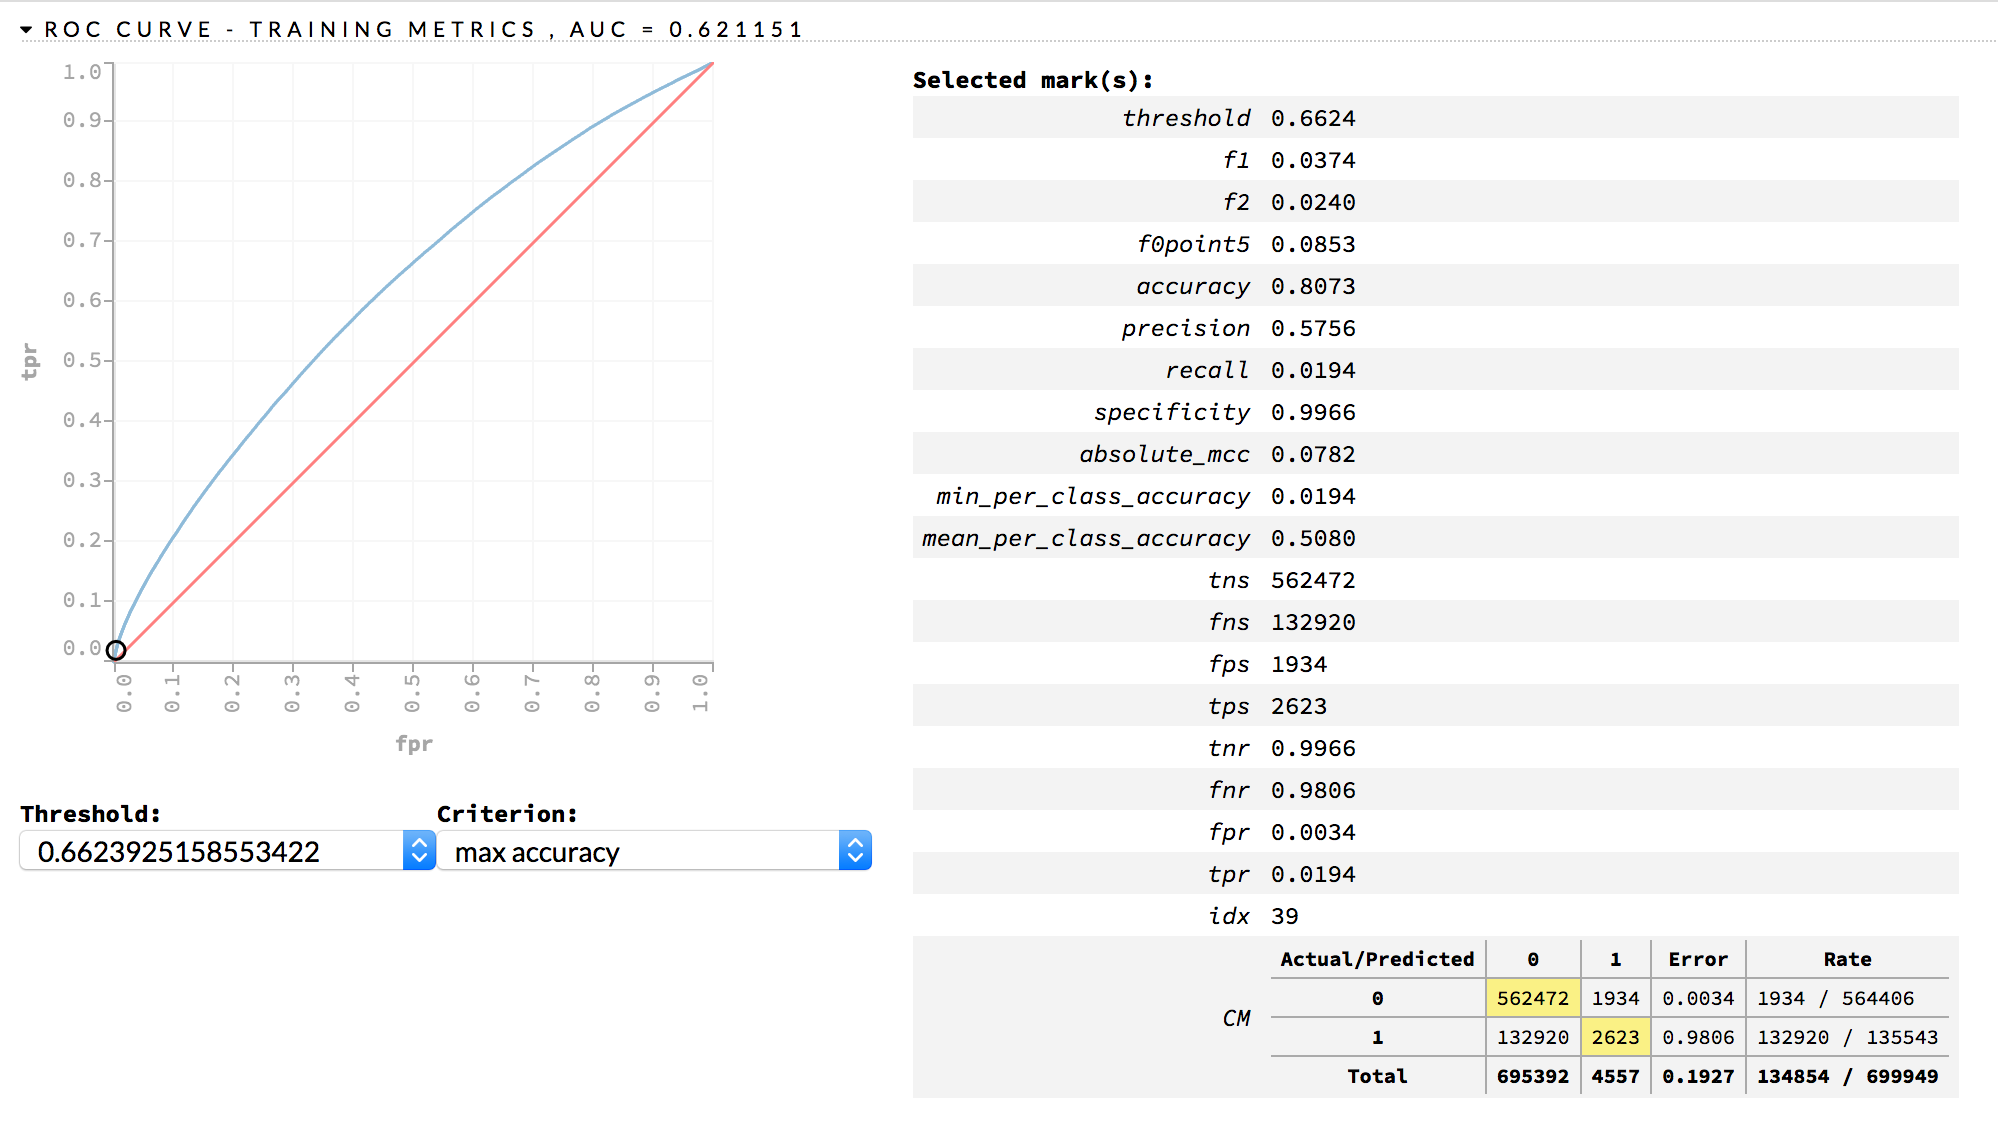 ROC CURVE - TRAINING METRICS , AUC = 0.621151
1.0
0.9
0.8
0.7
0.6
0.5
0.4
0.3
0.2
0.1
0.0
tpr
0.0 0.1 0.2 0.3 0.4 0.5 0.6 0.7 0.8 0.9 1.0
fpr
Threshold: Criterion:
0.6623925158553422 max accuracy
Selected mark(s):
threshold 0.6624
f1 0.0374
f2 0.0240
f0point5 0.0853
accuracy 0.8073
precision 0.5756
recall 0.0194
specificity 0.9966
absolute_mcc 0.0782
min_per_class_accuracy 0.0194
mean_per_class_accuracy 0.5080
tns 562472
fns 132920
fps 1934
tps 2623
tnr 0.9966
fnr 0.9806
fpr 0.0034
tpr 0.0194
idx 39
CM
Actual/Predicted 0 1 Error Rate
0 562472 1934 0.0034 1934 / 564406
1 132920 2623 0.9806 132920 / 135543
Total 695392 4557 0.1927 134854 / 699949